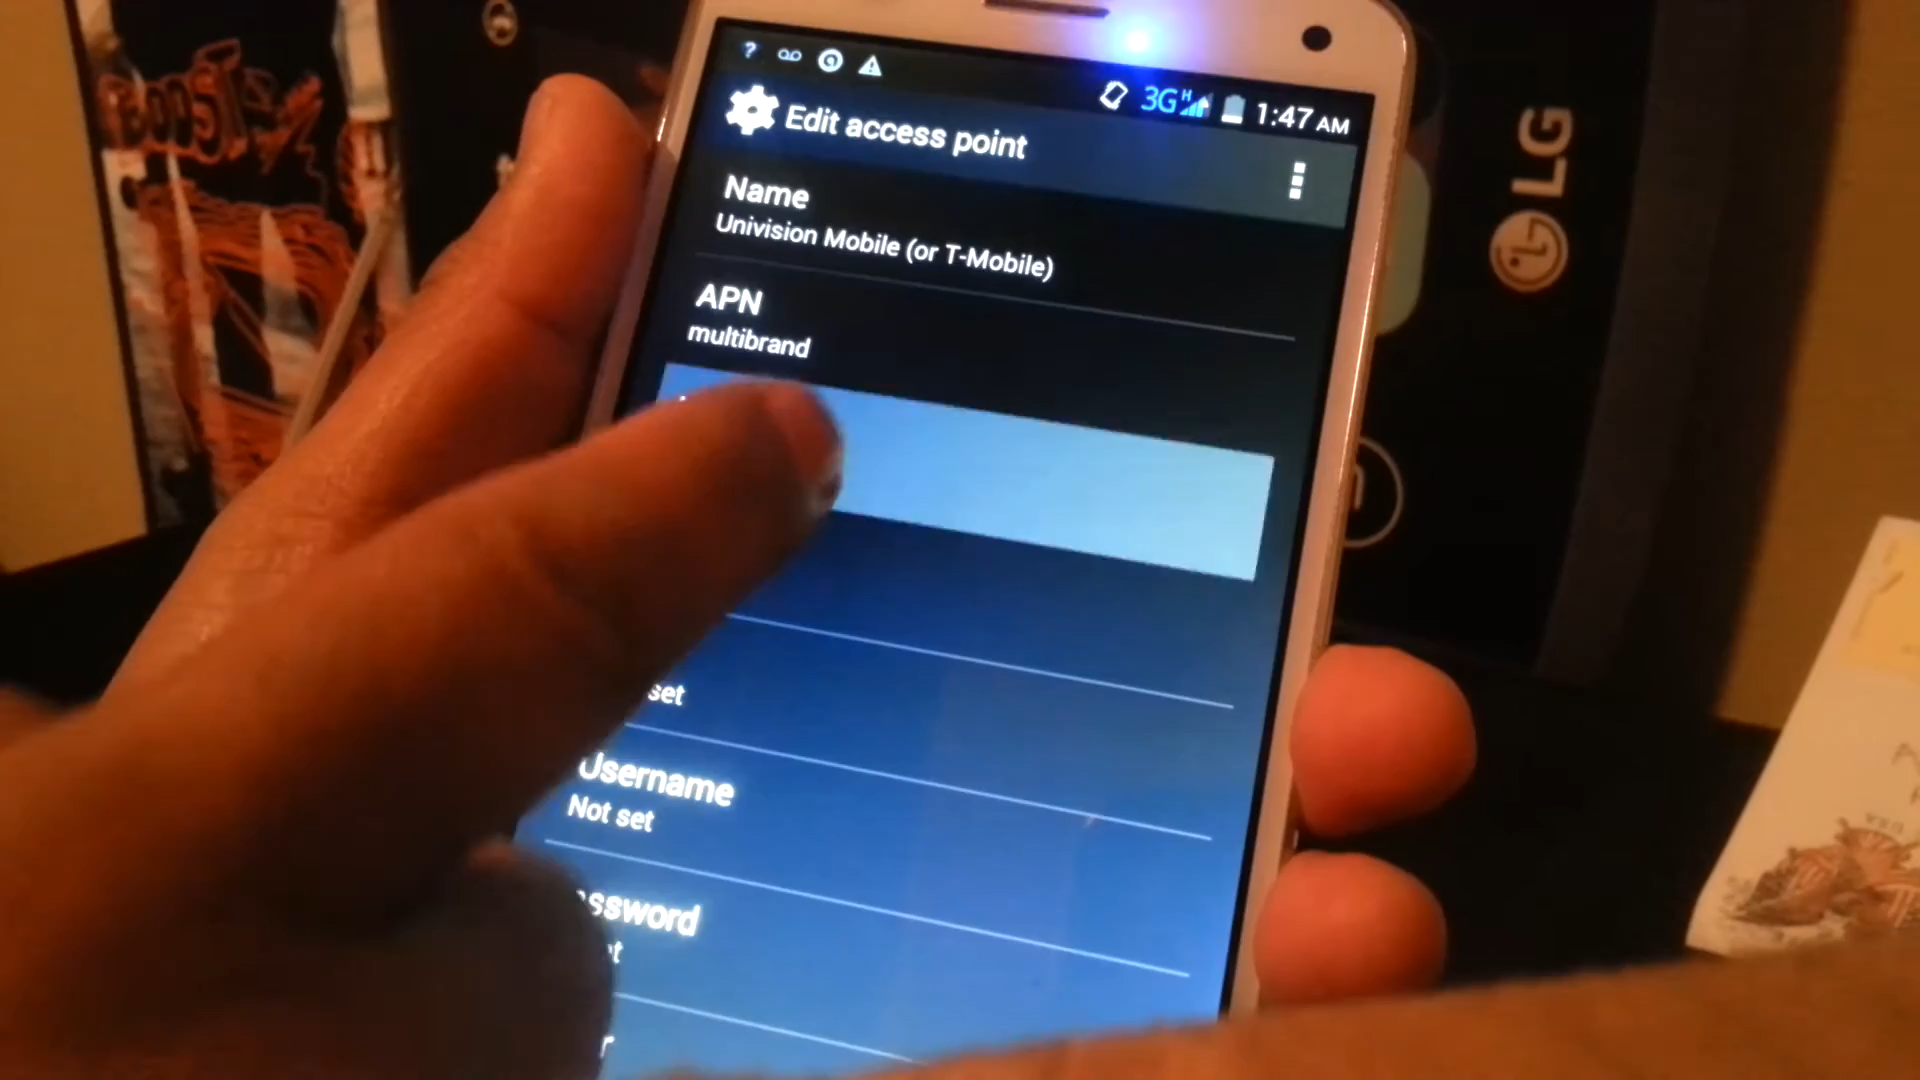 ?
3G H
1:47 AM
Edit access point
Name
Univision Mobile (or T-Mobile)
APN
multibrand
set
Username
Not set
ssword
t
r
LG